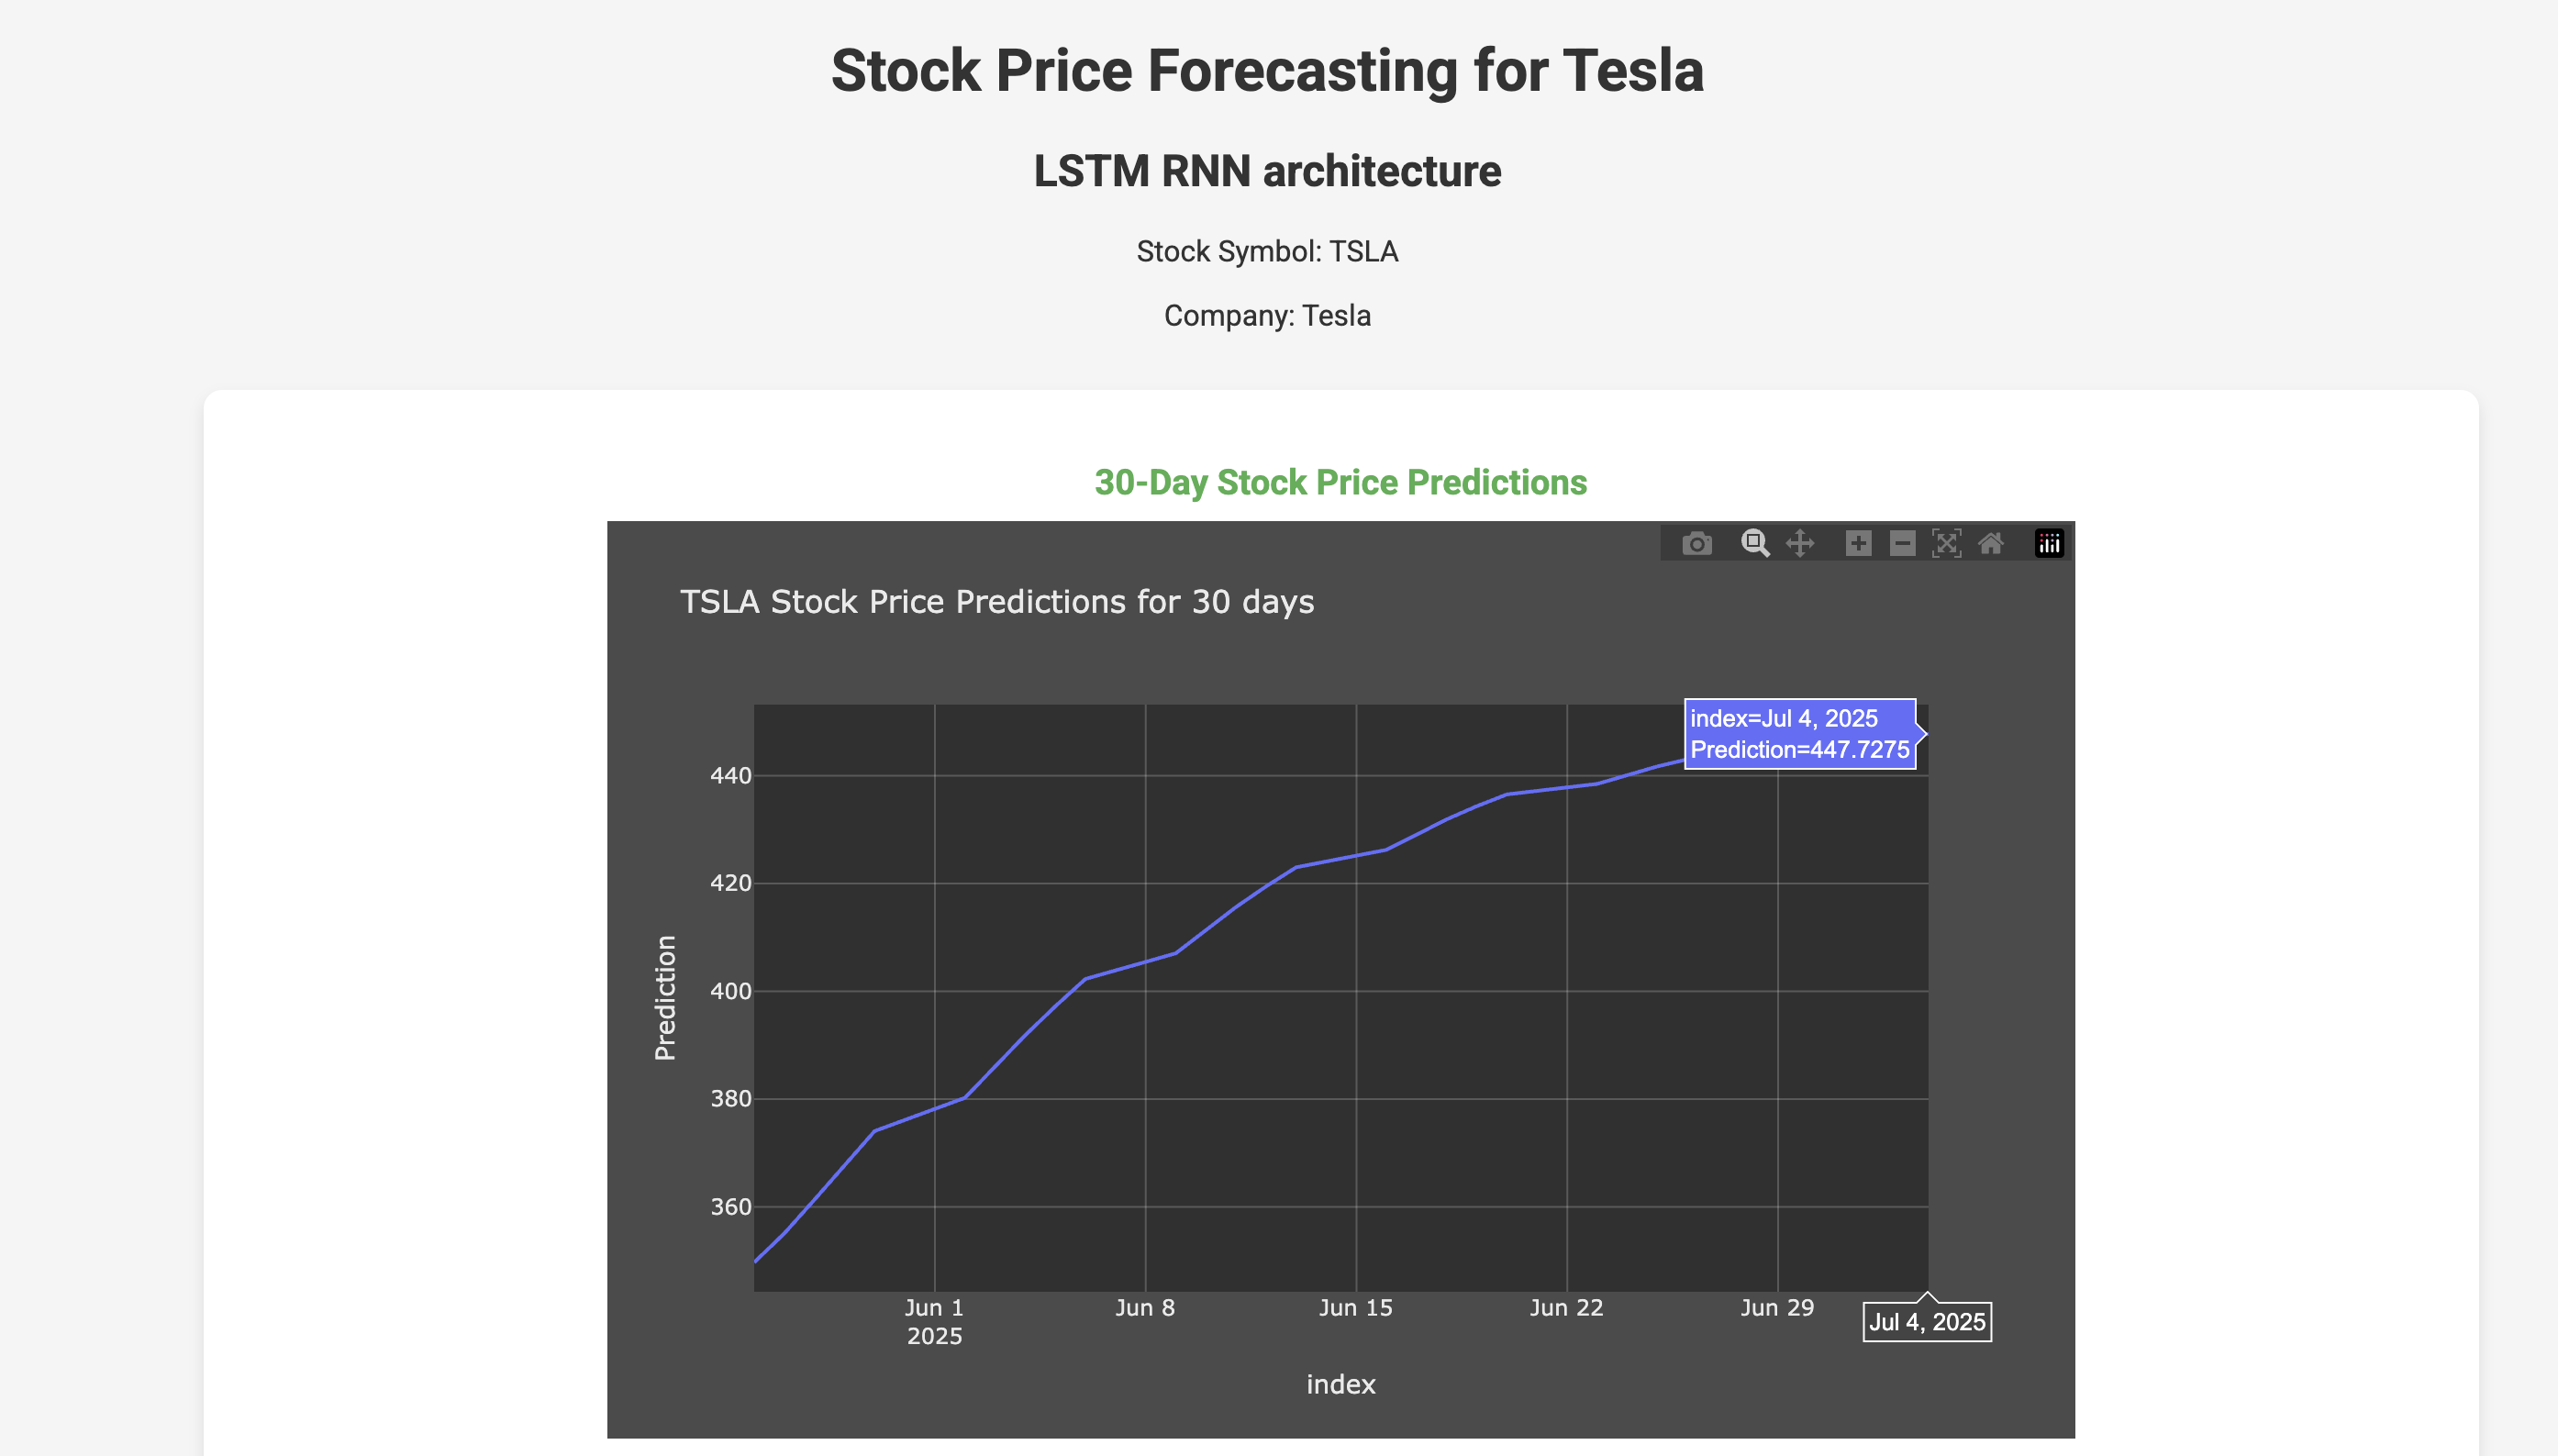 Stock Price Forecasting for Tesla
LSTM RNN architecture
Stock Symbol: TSLA
Company: Tesla
30-Day Stock Price Predictions
TSLA Stock Price Predictions for 30 days
index=Jul 4, 2025
Prediction=447.7275
440
420
400
380
360
Prediction
Jun 1
2025
Jun 8
Jun 15
Jun 22
Jun 29
Jul 4, 2025
index